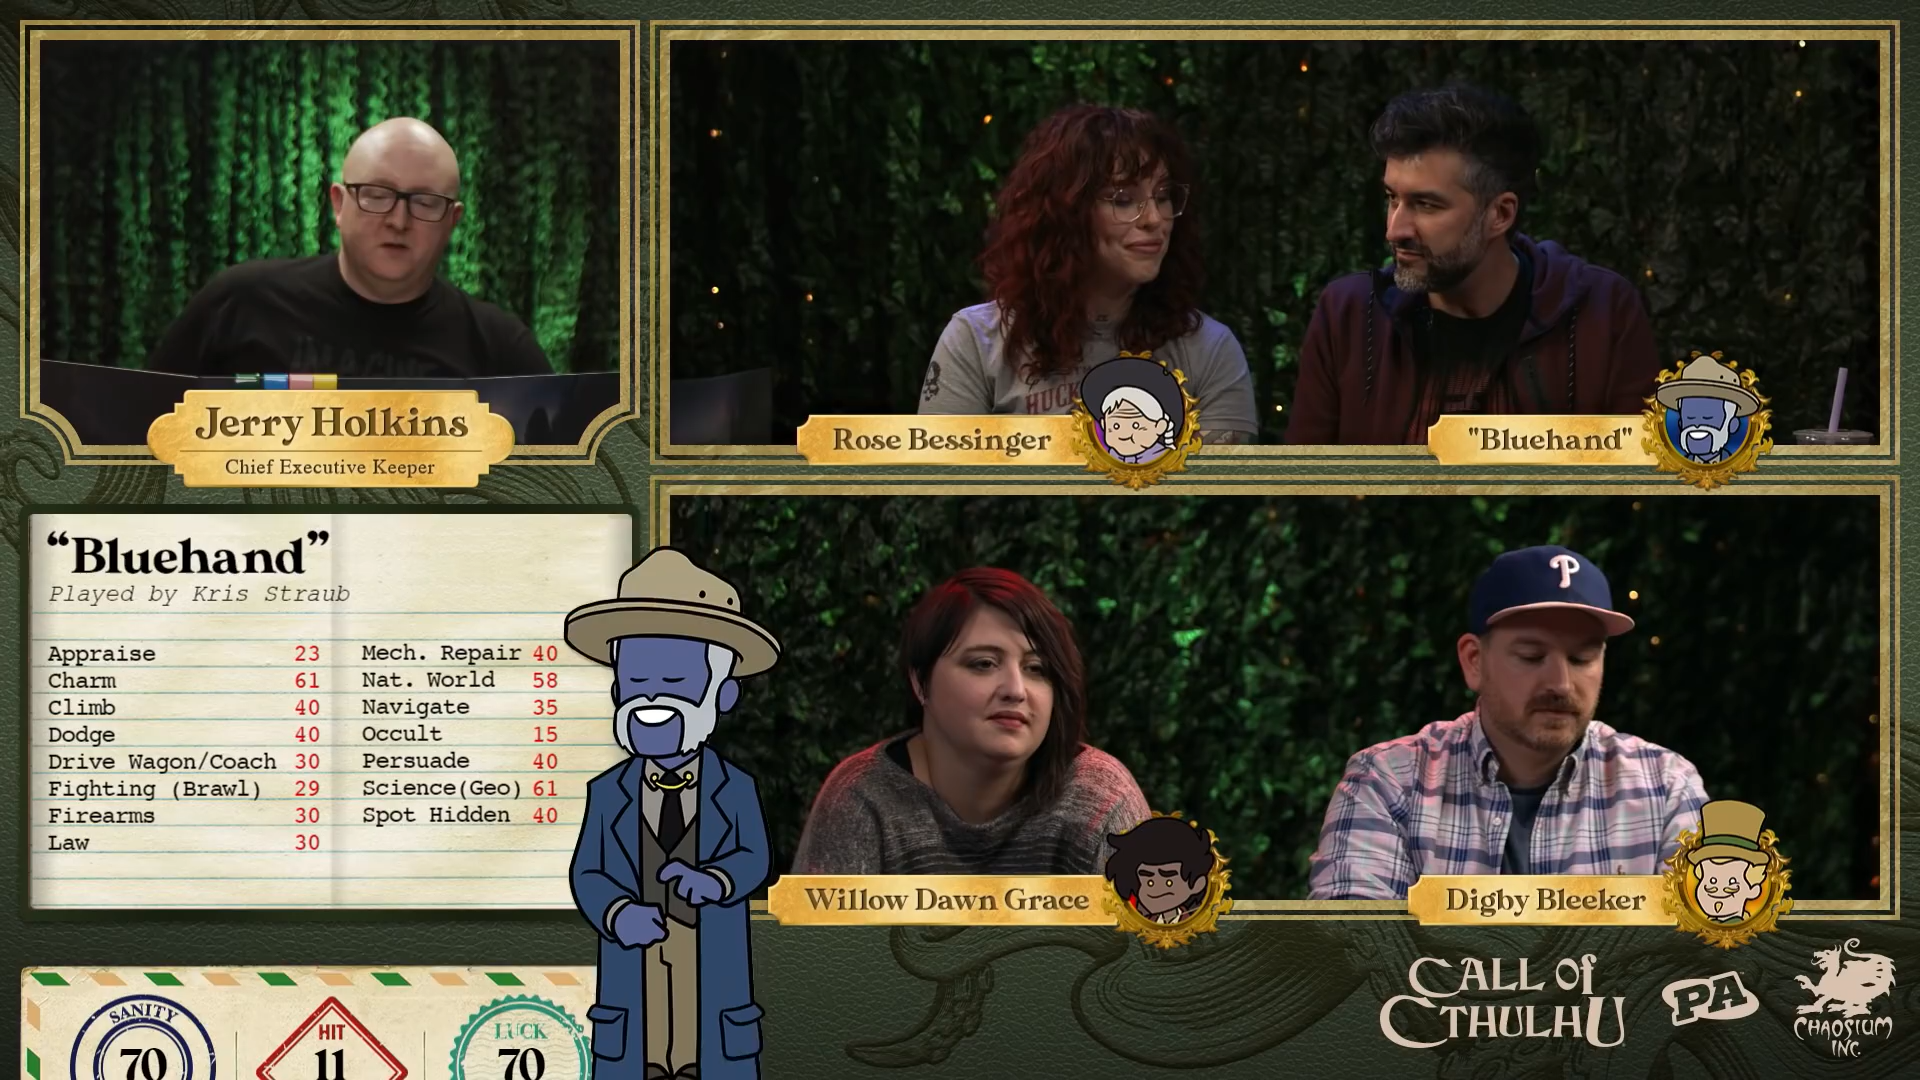 Jerry Holkins
Chief Executive Keeper
Rose Bessinger
"Bluehand"
“Bluehand”
Played by Kris Straub
Appraise 23
Charm 61
Climb 40
Dodge 40
Drive Wagon/Coach 30
Fighting (Brawl) 29
Firearms 30
Law 30
Mech. Repair 40
Nat. World 58
Navigate 35
Occult 15
Persuade 40
Science(Geo) 61
Spot Hidden 40
Willow Dawn Grace
Digby Bleeker
P
SANITY
70
HIT
11
LUCK
70
CALL OF
CTHULHU
PA
CHAOSIUM
INC.